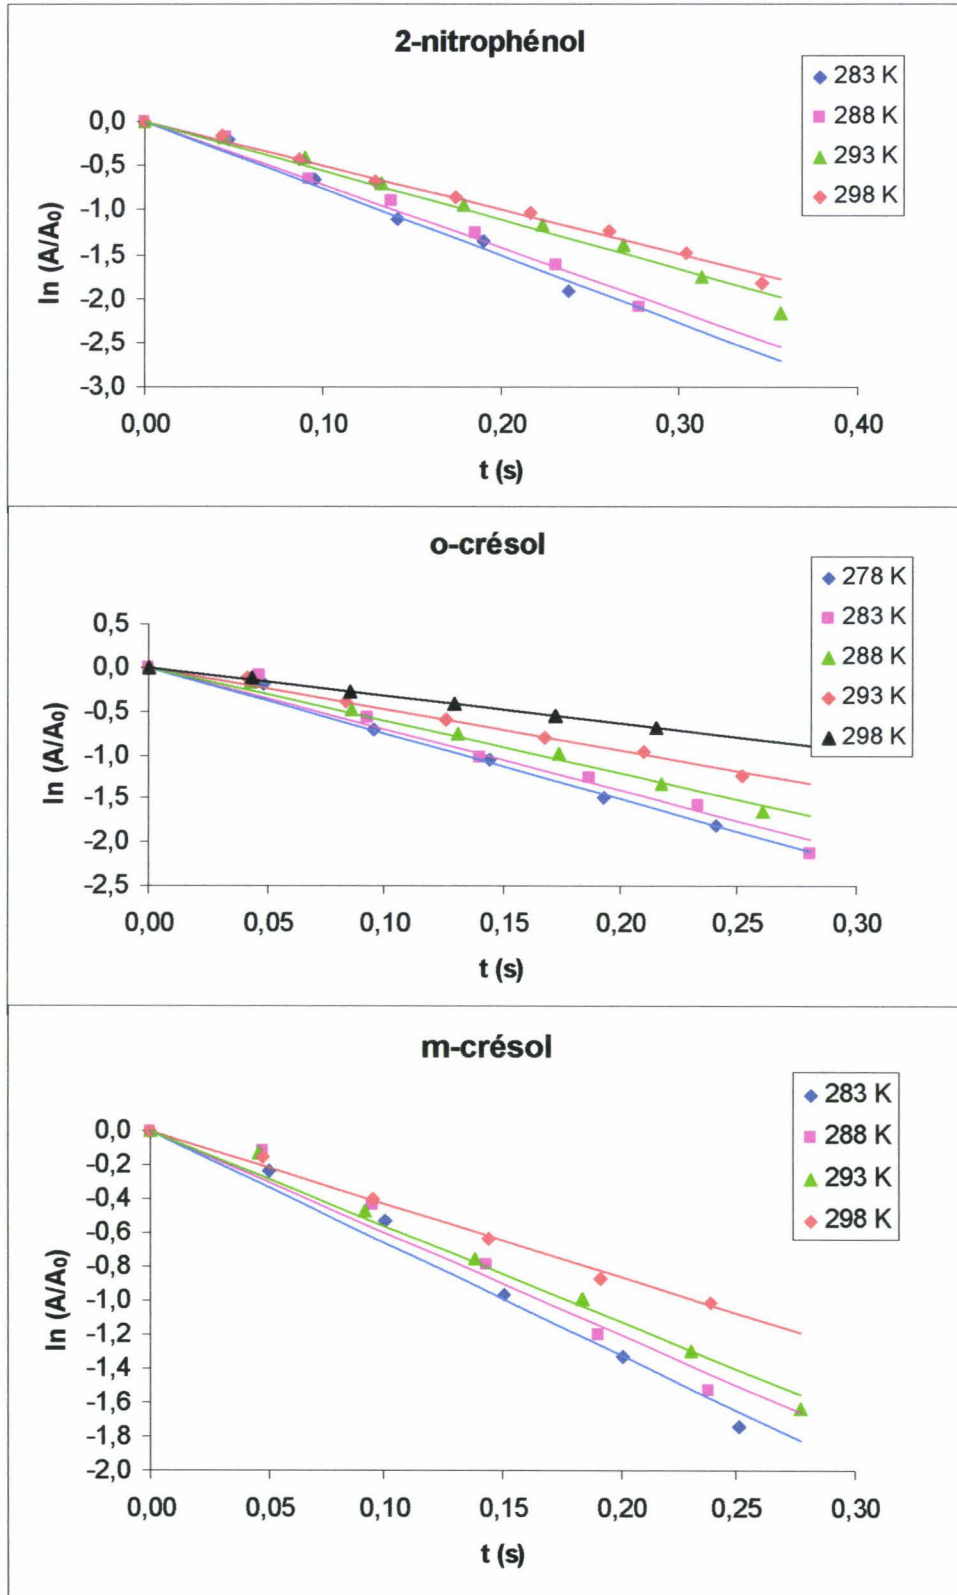 2-nitrophénol
283 K
288 K
293 K
298 K
0,0
-0,5
-1,0
-1,5
-2,0
-2,5
-3,0
ln (A/A₀)
0,00 0,10 0,20 0,30 0,40
t (s)
o-crésol
278 K
283 K
288 K
293 K
298 K
0,5
0,0
-0,5
-1,0
-1,5
-2,0
-2,5
ln (A/A₀)
0,00 0,05 0,10 0,15 0,20 0,25 0,30
t (s)
m-crésol
283 K
288 K
293 K
298 K
0,0
-0,2
-0,4
-0,6
-0,8
-1,0
-1,2
-1,4
-1,6
-1,8
-2,0
ln (A/A₀)
0,00 0,05 0,10 0,15 0,20 0,25 0,30
t (s)